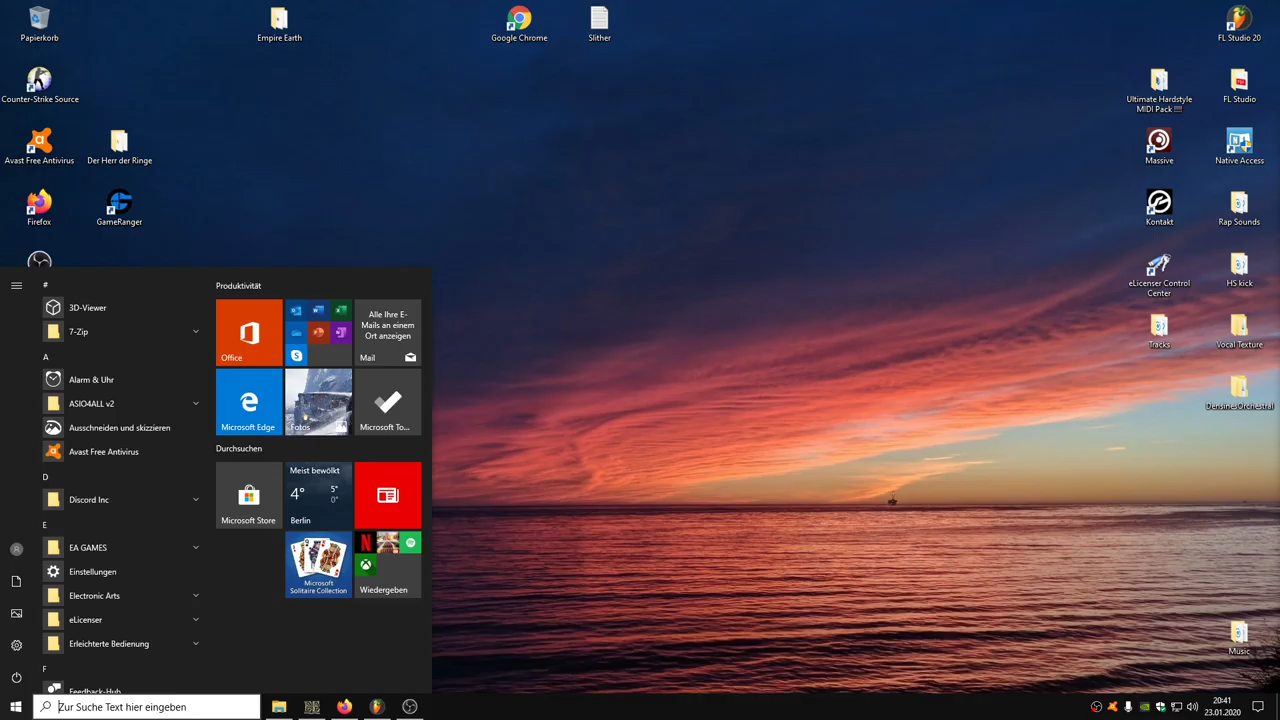 Papierkorb
Empire Earth
Google Chrome
Slither
FL Studio 20
Counter-Strike Source
Ultimate Hardstyle
MIDI Pack
FL Studio
Avast Free Antivirus
Der Herr der Ringe
Massive
Native Access
Firefox
GameRanger
Kontakt
Rap Sounds
eLicenser Control
Center
HS kick
Tracks
Vocal Texture
Dersine Orchestral
Music
#
3D-Viewer
7-Zip
A
Alarm & Uhr
ASIO4ALL v2
Ausschneiden und skizzieren
Avast Free Antivirus
D
Discord Inc
E
EA GAMES
Einstellungen
Electronic Arts
eLicenser
Erleichterte Bedienung
F
Feedback-Hub
Produktivität
Office
Alle Ihre E-
Mails an einem
Ort anzeigen
Mail
Microsoft Edge
Fotos
Microsoft To...
Durchsuchen
Microsoft Store
Meist bewölkt
4°
5°
0°
Berlin
Microsoft
Solitaire Collection
Wiedergeben
Zur Suche Text hier eingeben
20:41
23.01.2020